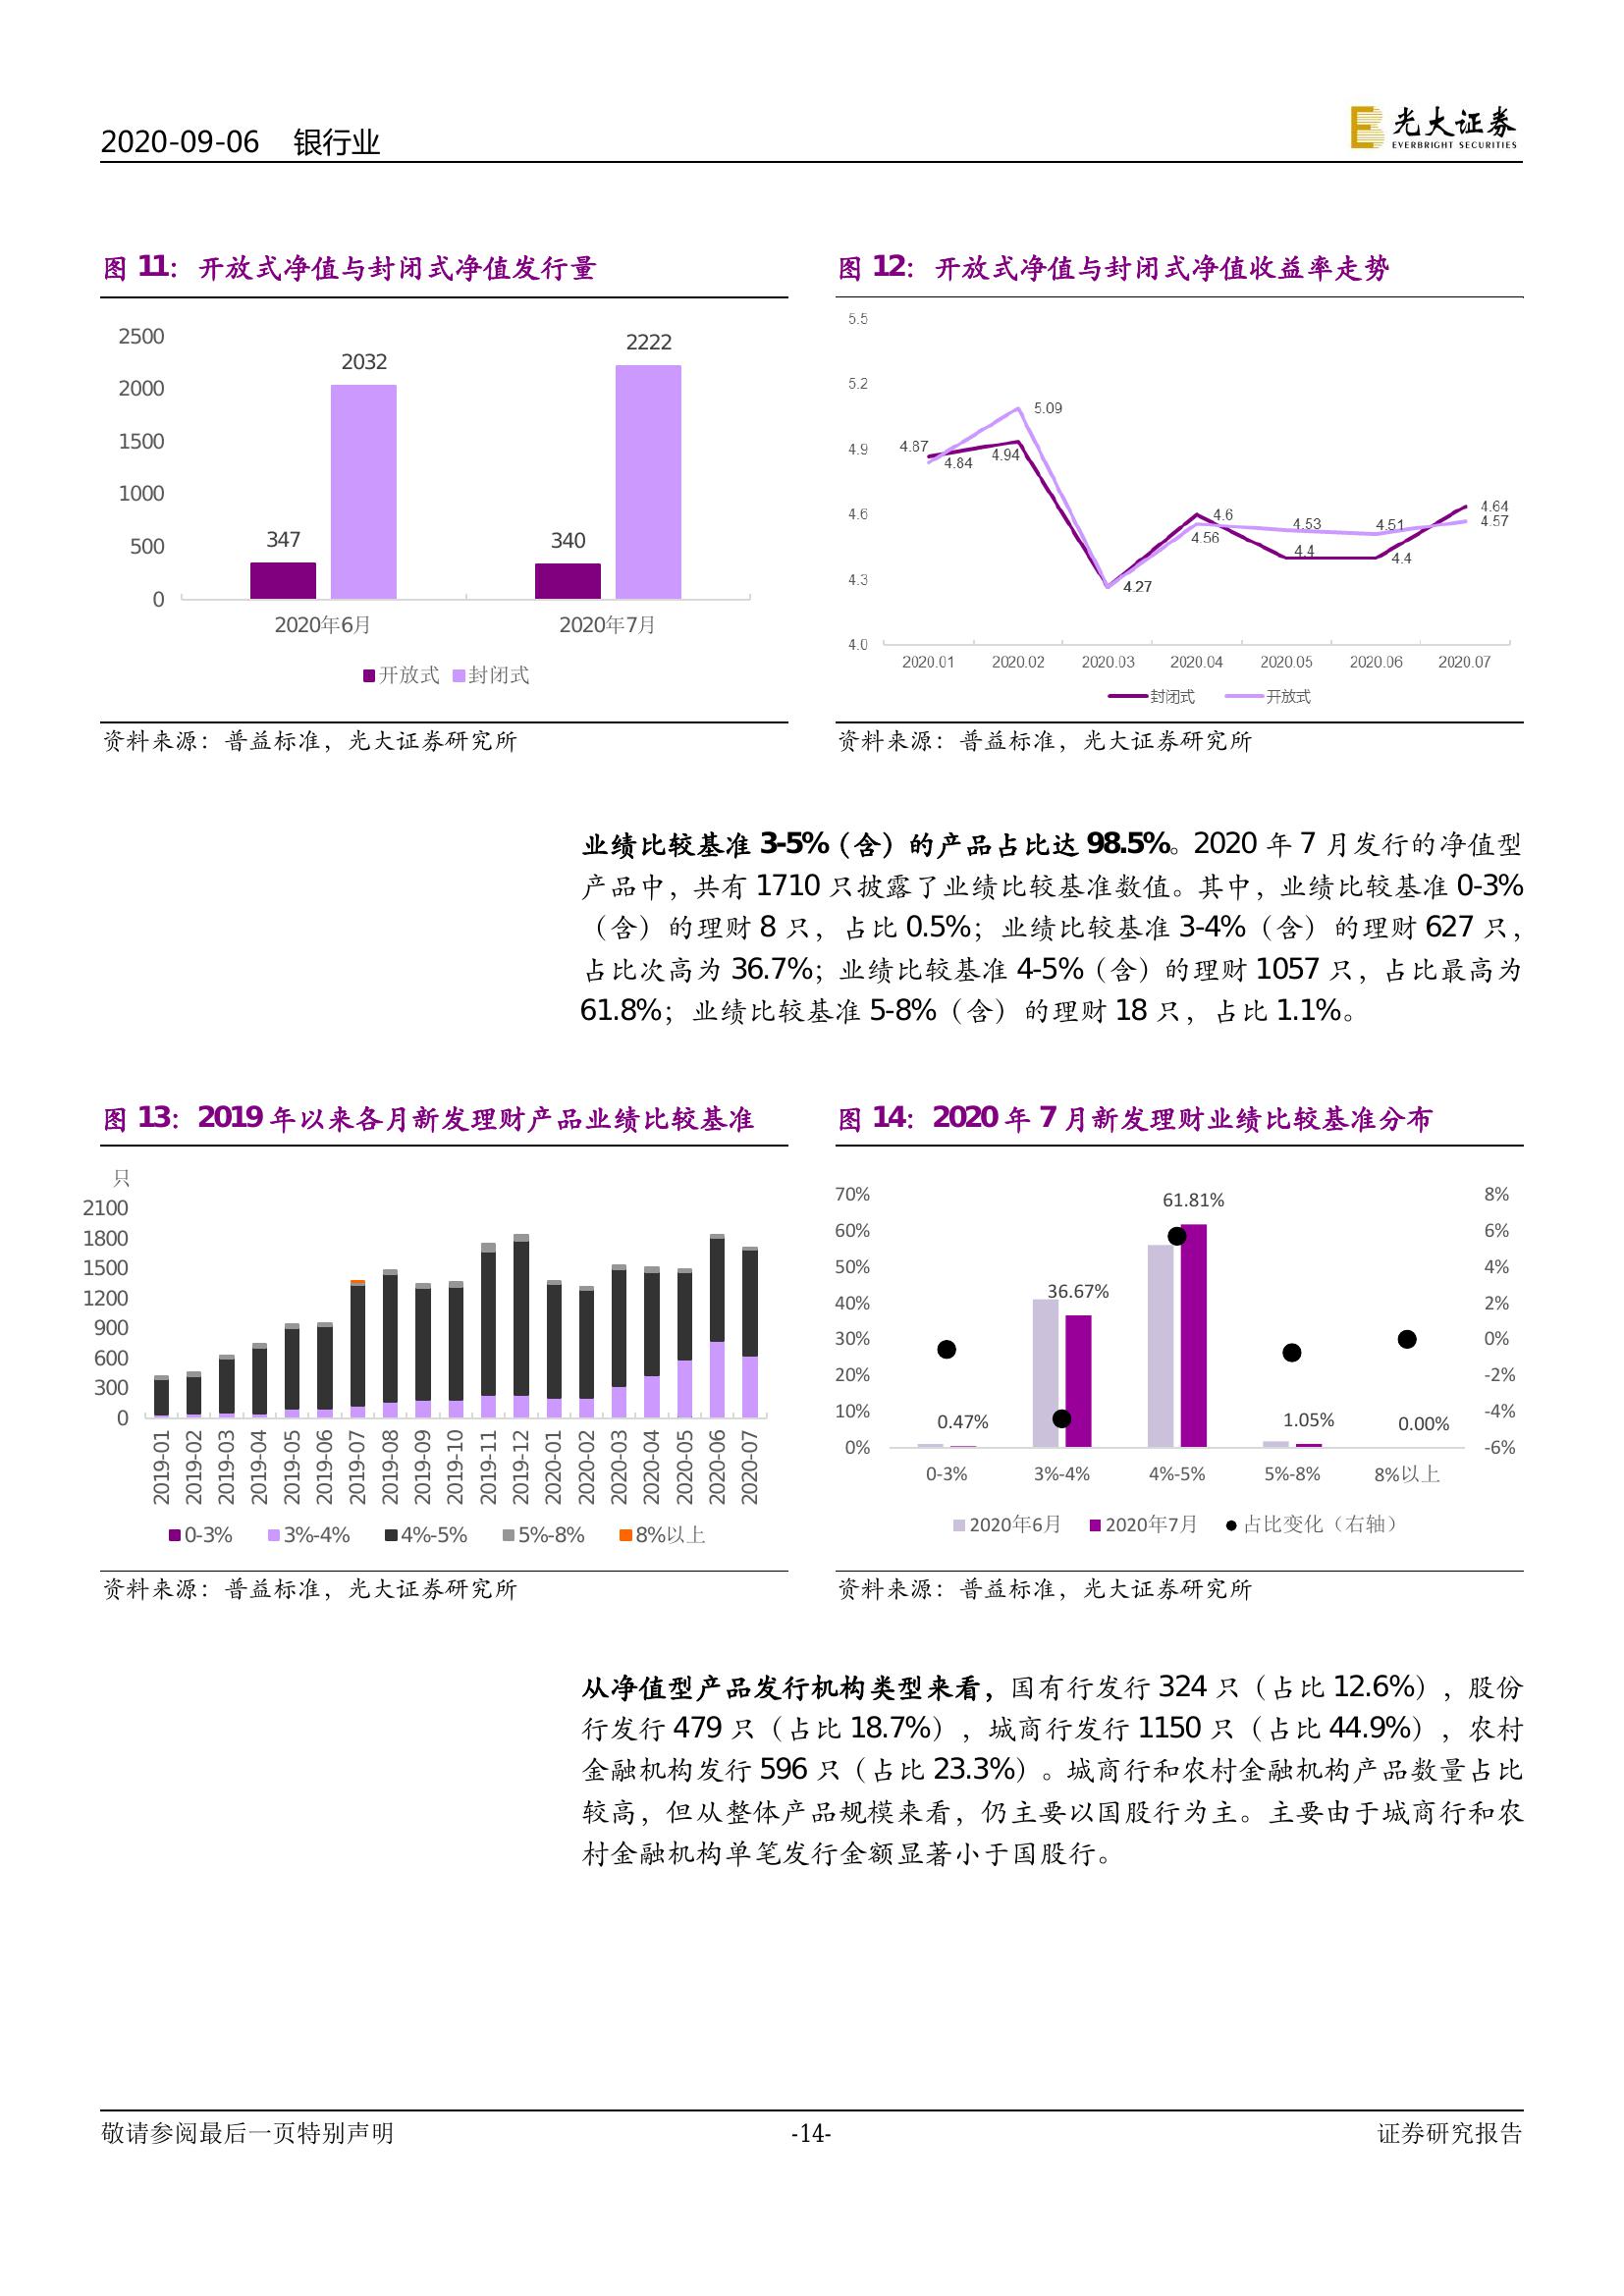 2020-09-06 银行业
光大证券
EVERBRIGHT SECURITIES
图 11：开放式净值与封闭式净值发行量
2500
2000
1500
1000
500
0
347
2032
340
2222
2020年6月
2020年7月
开放式 封闭式
资料来源：普益标准，光大证券研究所
图 12：开放式净值与封闭式净值收益率走势
5.5
5.2
4.9
4.6
4.3
4.0
4.87
4.84
4.94
5.09
4.27
4.6
4.56
4.53
4.4
4.51
4.4
4.64
4.57
2020.01 2020.02 2020.03 2020.04 2020.05 2020.06 2020.07
封闭式 开放式
资料来源：普益标准，光大证券研究所
业绩比较基准 3-5%（含）的产品占比达 98.5%。2020 年 7 月发行的净值型
产品中，共有 1710 只披露了业绩比较基准数值。其中，业绩比较基准 0-3%
（含）的理财 8 只，占比 0.5%；业绩比较基准 3-4%（含）的理财 627 只，
占比次高为 36.7%；业绩比较基准 4-5%（含）的理财 1057 只，占比最高为
61.8%；业绩比较基准 5-8%（含）的理财 18 只，占比 1.1%。
图 13：2019 年以来各月新发理财产品业绩比较基准
只
2100
1800
1500
1200
900
600
300
0
2019-01 2019-02 2019-03 2019-04 2019-05 2019-06 2019-07 2019-08 2019-09 2019-10 2019-11 2019-12 2020-01 2020-02 2020-03 2020-04 2020-05 2020-06 2020-07
0-3% 3%-4% 4%-5% 5%-8% 8%以上
资料来源：普益标准，光大证券研究所
图 14：2020 年 7 月新发理财业绩比较基准分布
70%
60%
50%
40%
30%
20%
10%
0%
8%
6%
4%
2%
0%
-2%
-4%
-6%
0.47%
36.67%
61.81%
1.05%
0.00%
0-3% 3%-4% 4%-5% 5%-8% 8%以上
2020年6月 2020年7月 占比变化（右轴）
资料来源：普益标准，光大证券研究所
从净值型产品发行机构类型来看，国有行发行 324 只（占比 12.6%），股份
行发行 479 只（占比 18.7%），城商行发行 1150 只（占比 44.9%），农村
金融机构发行 596 只（占比 23.3%）。城商行和农村金融机构产品数量占比
较高，但从整体产品规模来看，仍主要以国股行为主。主要由于城商行和农
村金融机构单笔发行金额显著小于国股行。
敬请参阅最后一页特别声明 -14- 证券研究报告